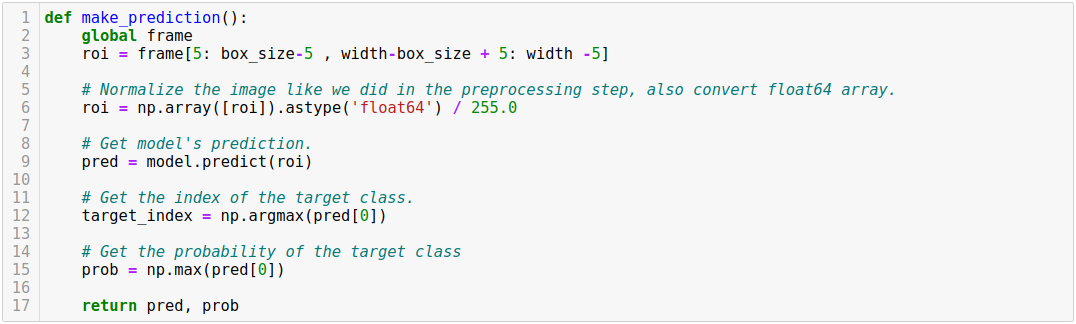 1 def make_prediction():
2     global frame
3     roi = frame[5: box_size-5 , width-box_size + 5: width -5]
4
5     # Normalize the image like we did in the preprocessing step, also convert float64 array.
6     roi = np.array([roi]).astype('float64') / 255.0
7
8     # Get model's prediction.
9     pred = model.predict(roi)
10
11     # Get the index of the target class.
12     target_index = np.argmax(pred[0])
13
14     # Get the probability of the target class
15     prob = np.max(pred[0])
16
17     return pred, prob